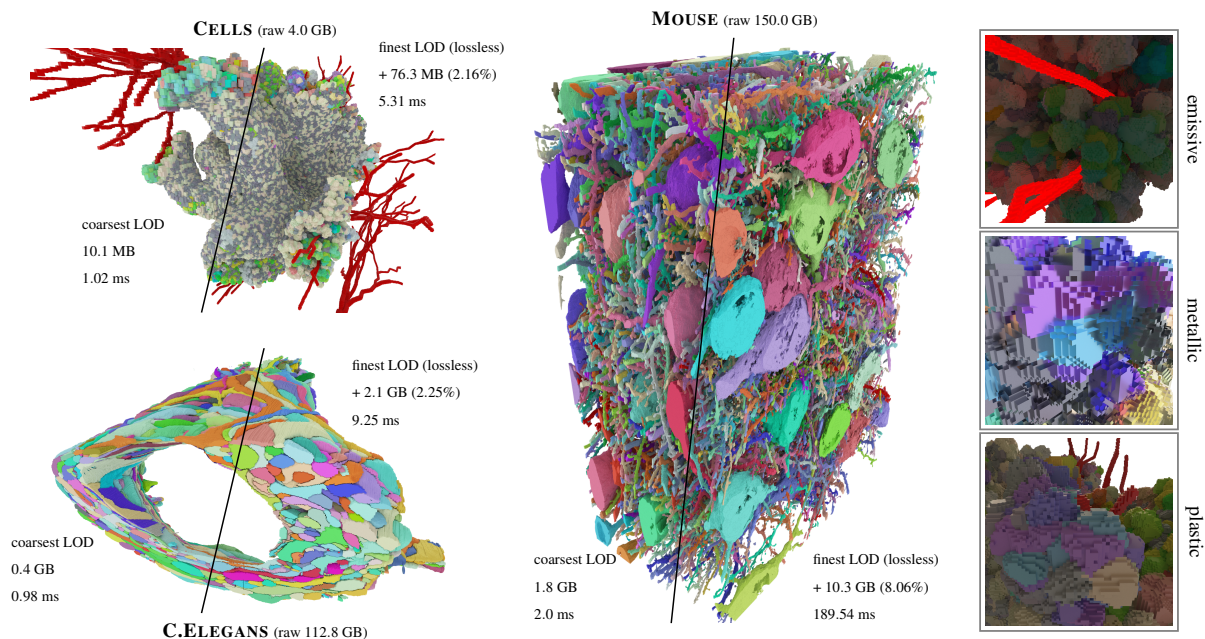 CELLS (raw 4.0 GB)
finest LOD (lossless)
+ 76.3 MB (2.16%)
5.31 ms
coarsest LOD
10.1 MB
1.02 ms
finest LOD (lossless)
+ 2.1 GB (2.25%)
9.25 ms
coarsest LOD
0.4 GB
0.98 ms
C.ELEGANS (raw 112.8 GB)
MOUSE (raw 150.0 GB)
coarsest LOD
1.8 GB
2.0 ms
finest LOD (lossless)
+ 10.3 GB (8.06%)
189.54 ms
emissive
metallic
plastic